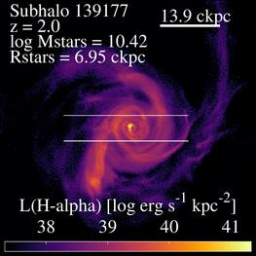 Subhalo 139177
13.9 ckpc
z = 2.0
log Mstars = 10.42
Rstars = 6.95 ckpc
L(H-alpha) [log erg s⁻¹ kpc⁻²]
38 39 40 41